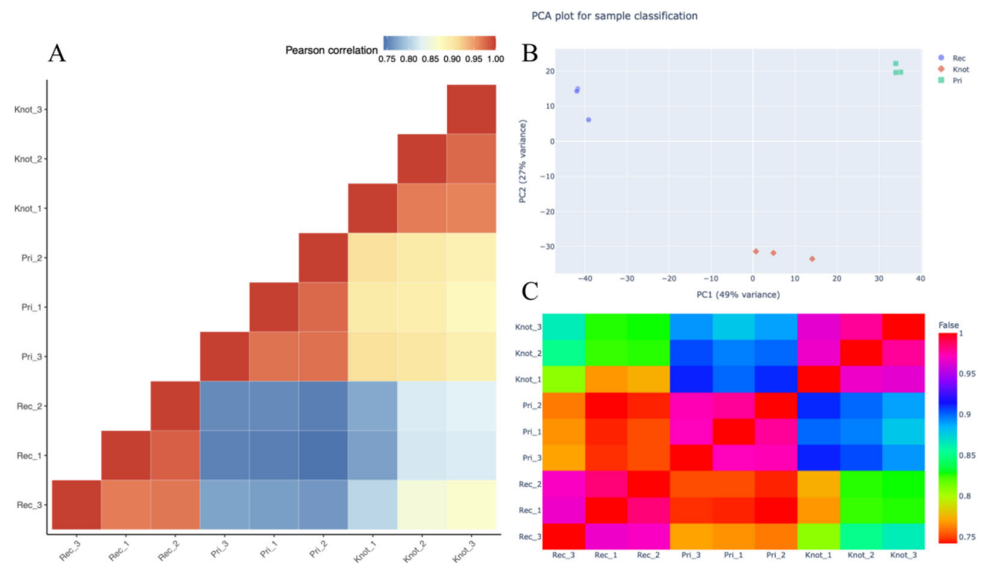 PCA plot for sample classification
A
Pearson correlation
0.75 0.80 0.85 0.90 0.95 1.00
Knot_3
Knot_2
Knot_1
Pri_2
Pri_1
Pri_3
Rec_2
Rec_1
Rec_3
Rec_3 Rec_1 Rec_2 Pri_3 Pri_1 Pri_2 Knot_1 Knot_2 Knot_3
B
PC2 (27% variance)
20
10
0
−10
−20
−30
−40 −30 −20 −10 0 10 20 30 40
PC1 (49% variance)
Rec
Knot
Pri
C
Knot_3
Knot_2
Knot_1
Pri_2
Pri_1
Pri_3
Rec_2
Rec_1
Rec_3
Rec_3 Rec_1 Rec_2 Pri_3 Pri_1 Pri_2 Knot_1 Knot_2 Knot_3
False
1
0.95
0.9
0.85
0.8
0.75